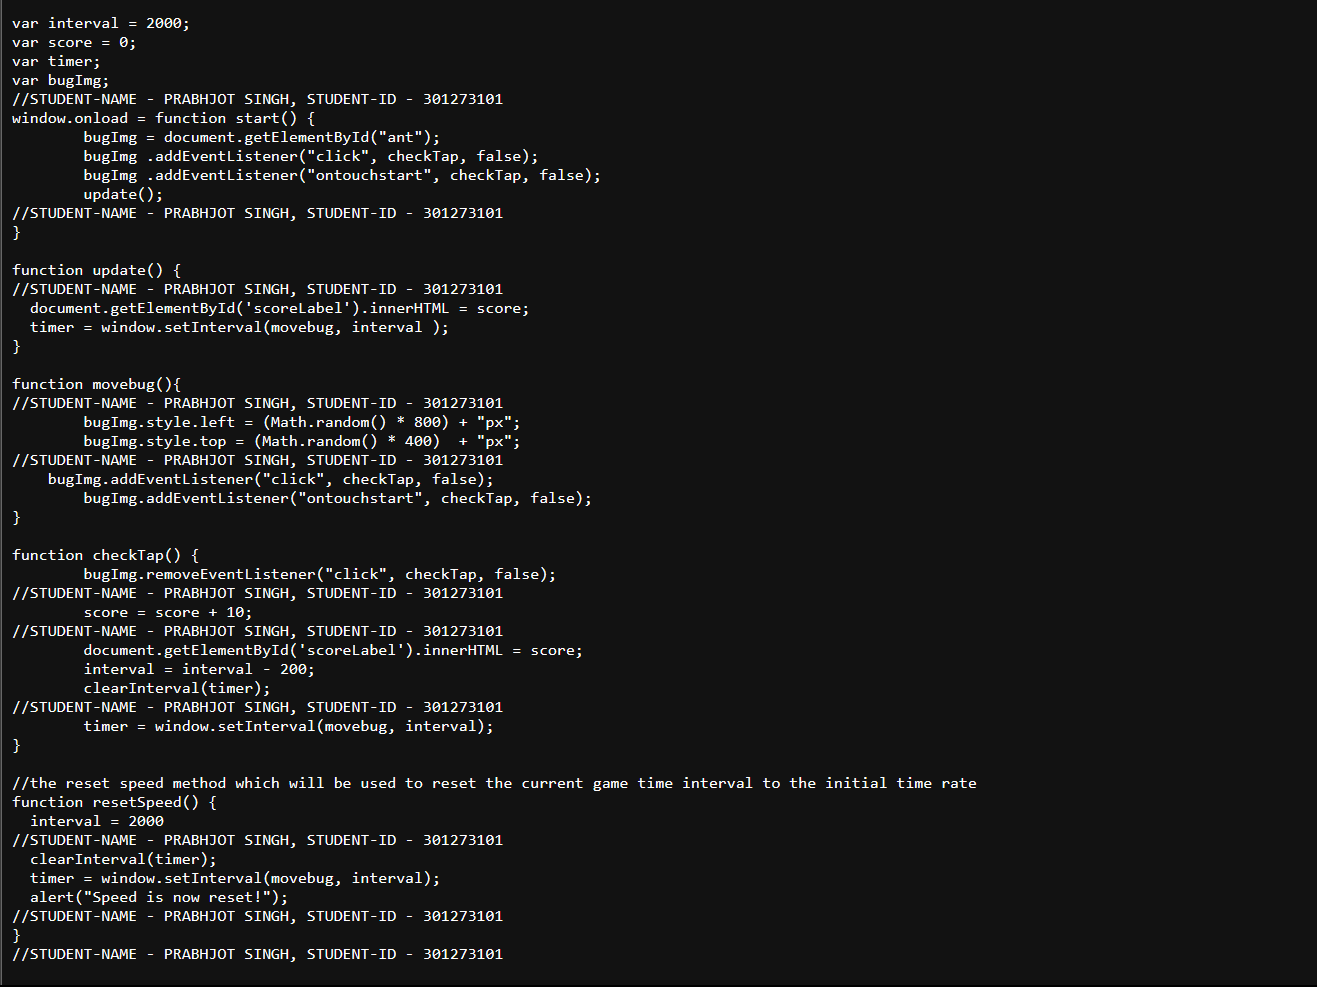 var interval = 2000;
var score = 0;
var timer;
var bugImg;
//STUDENT-NAME - PRABHJOT SINGH, STUDENT-ID - 301273101
window.onload = function start() {
        bugImg = document.getElementById("ant");
        bugImg .addEventListener("click", checkTap, false);
        bugImg .addEventListener("ontouchstart", checkTap, false);
        update();
//STUDENT-NAME - PRABHJOT SINGH, STUDENT-ID - 301273101
}

function update() {
//STUDENT-NAME - PRABHJOT SINGH, STUDENT-ID - 301273101
  document.getElementById('scoreLabel').innerHTML = score;
  timer = window.setInterval(movebug, interval );
}

function movebug(){
//STUDENT-NAME - PRABHJOT SINGH, STUDENT-ID - 301273101
        bugImg.style.left = (Math.random() * 800) + "px";
        bugImg.style.top = (Math.random() * 400)  + "px";
//STUDENT-NAME - PRABHJOT SINGH, STUDENT-ID - 301273101
    bugImg.addEventListener("click", checkTap, false);
        bugImg.addEventListener("ontouchstart", checkTap, false);
}

function checkTap() {
        bugImg.removeEventListener("click", checkTap, false);
//STUDENT-NAME - PRABHJOT SINGH, STUDENT-ID - 301273101
        score = score + 10;
//STUDENT-NAME - PRABHJOT SINGH, STUDENT-ID - 301273101
        document.getElementById('scoreLabel').innerHTML = score;
        interval = interval - 200;
        clearInterval(timer);
//STUDENT-NAME - PRABHJOT SINGH, STUDENT-ID - 301273101
        timer = window.setInterval(movebug, interval);
}

//the reset speed method which will be used to reset the current game time interval to the initial time rate
function resetSpeed() {
  interval = 2000
//STUDENT-NAME - PRABHJOT SINGH, STUDENT-ID - 301273101
  clearInterval(timer);
  timer = window.setInterval(movebug, interval);
  alert("Speed is now reset!");
//STUDENT-NAME - PRABHJOT SINGH, STUDENT-ID - 301273101
}
//STUDENT-NAME - PRABHJOT SINGH, STUDENT-ID - 301273101